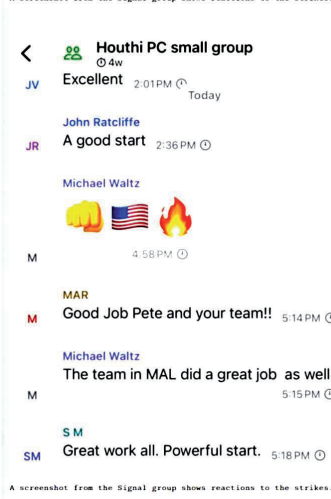 Houthi PC small group
4w
JV
Excellent 2:01 PM
Today
John Ratcliffe
JR
A good start 2:36 PM
Michael Waltz
👊🇺🇸🔥
M
4:58 PM
MAR
M
Good Job Pete and your team!! 5:14 PM
Michael Waltz
The team in MAL did a great job as well
M
5:15 PM
S M
SM
Great work all. Powerful start. 5:18 PM
A screenshot from the Signal group shows reactions to the strikes.